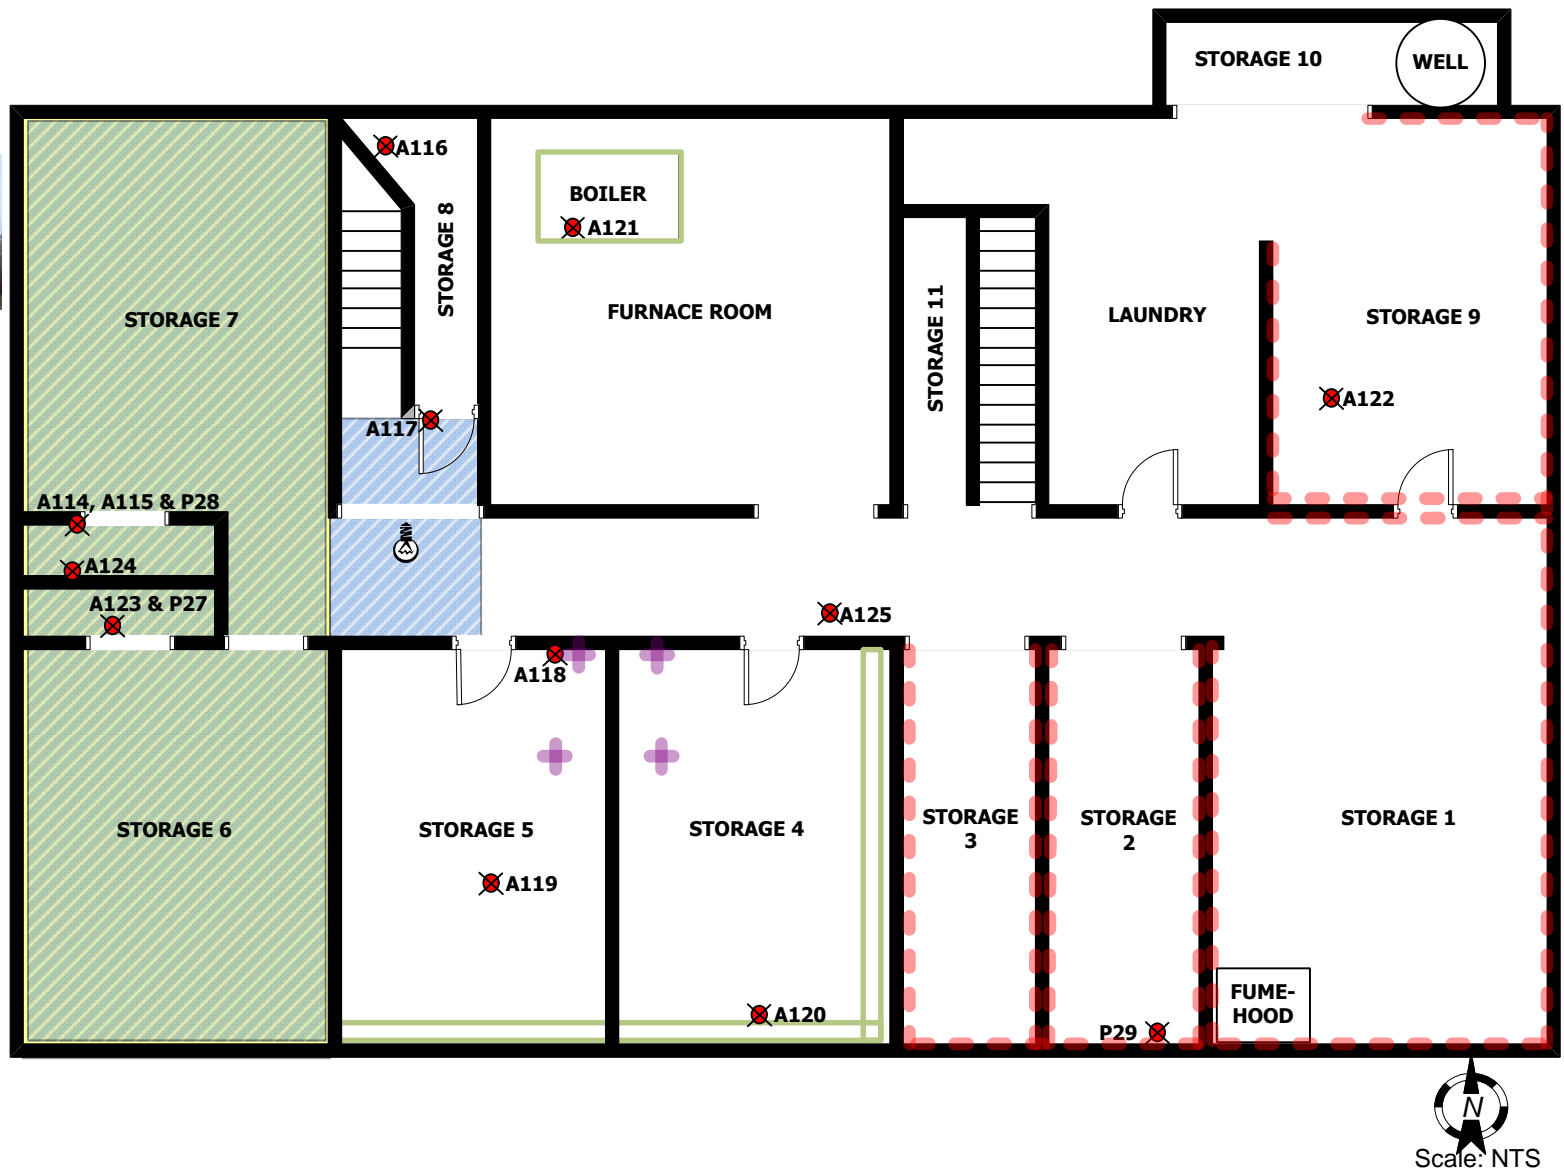 STORAGE 10
WELL
A116
BOILER
A121
STORAGE 8
FURNACE ROOM
STORAGE 7
STORAGE 11
LAUNDRY
STORAGE 9
A122
A117
A114, A115 & P28
A124
A123 & P27
A125
A118
STORAGE 6
STORAGE 5
STORAGE 4
STORAGE
3
STORAGE
2
STORAGE 1
A119
A120
P29
FUME-
HOOD
N
Scale: NTS